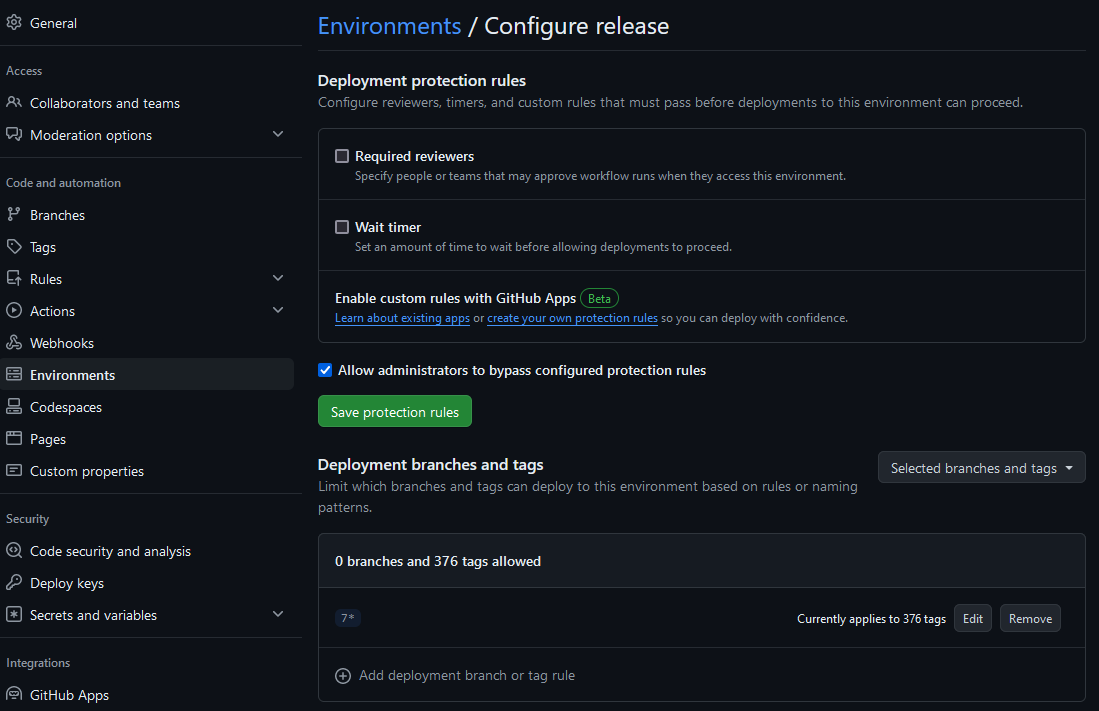 General
Access
Collaborators and teams
Moderation options
Code and automation
Branches
Tags
Rules
Actions
Webhooks
Environments
Codespaces
Pages
Custom properties
Security
Code security and analysis
Deploy keys
Secrets and variables
Integrations
GitHub Apps
Environments / Configure release
Deployment protection rules
Configure reviewers, timers, and custom rules that must pass before deployments to this environment can proceed.
Required reviewers
Specify people or teams that may approve workflow runs when they access this environment.
Wait timer
Set an amount of time to wait before allowing deployments to proceed.
Enable custom rules with GitHub Apps Beta
Learn about existing apps or create your own protection rules so you can deploy with confidence.
Allow administrators to bypass configured protection rules
Save protection rules
Deployment branches and tags
Selected branches and tags
Limit which branches and tags can deploy to this environment based on rules or naming
patterns.
0 branches and 376 tags allowed
7* Currently applies to 376 tags Edit Remove
Add deployment branch or tag rule